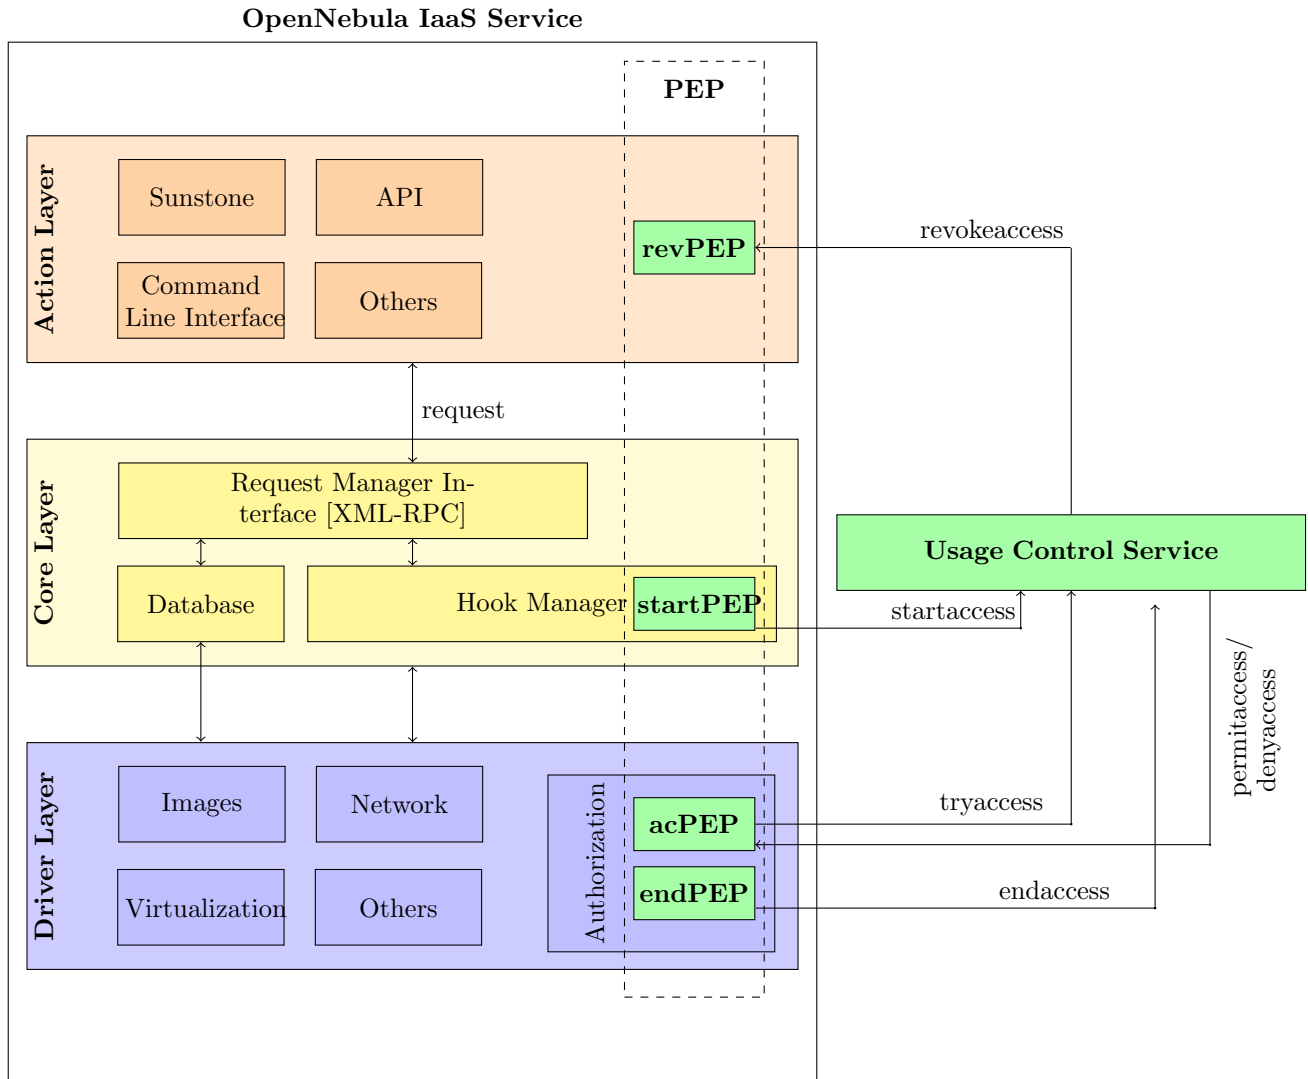 OpenNebula IaaS Service
PEP
Action Layer
Sunstone
API
revPEP
revokeaccess
Command
Line Interface
Others
request
Core Layer
Request Manager In-
terface [XML-RPC]
Usage Control Service
Database
Hook Manager
startPEP
startaccess
permitaccess/
denyaccess
Driver Layer
Images
Network
Authorization
acPEP
tryaccess
Virtualization
Others
endPEP
endaccess